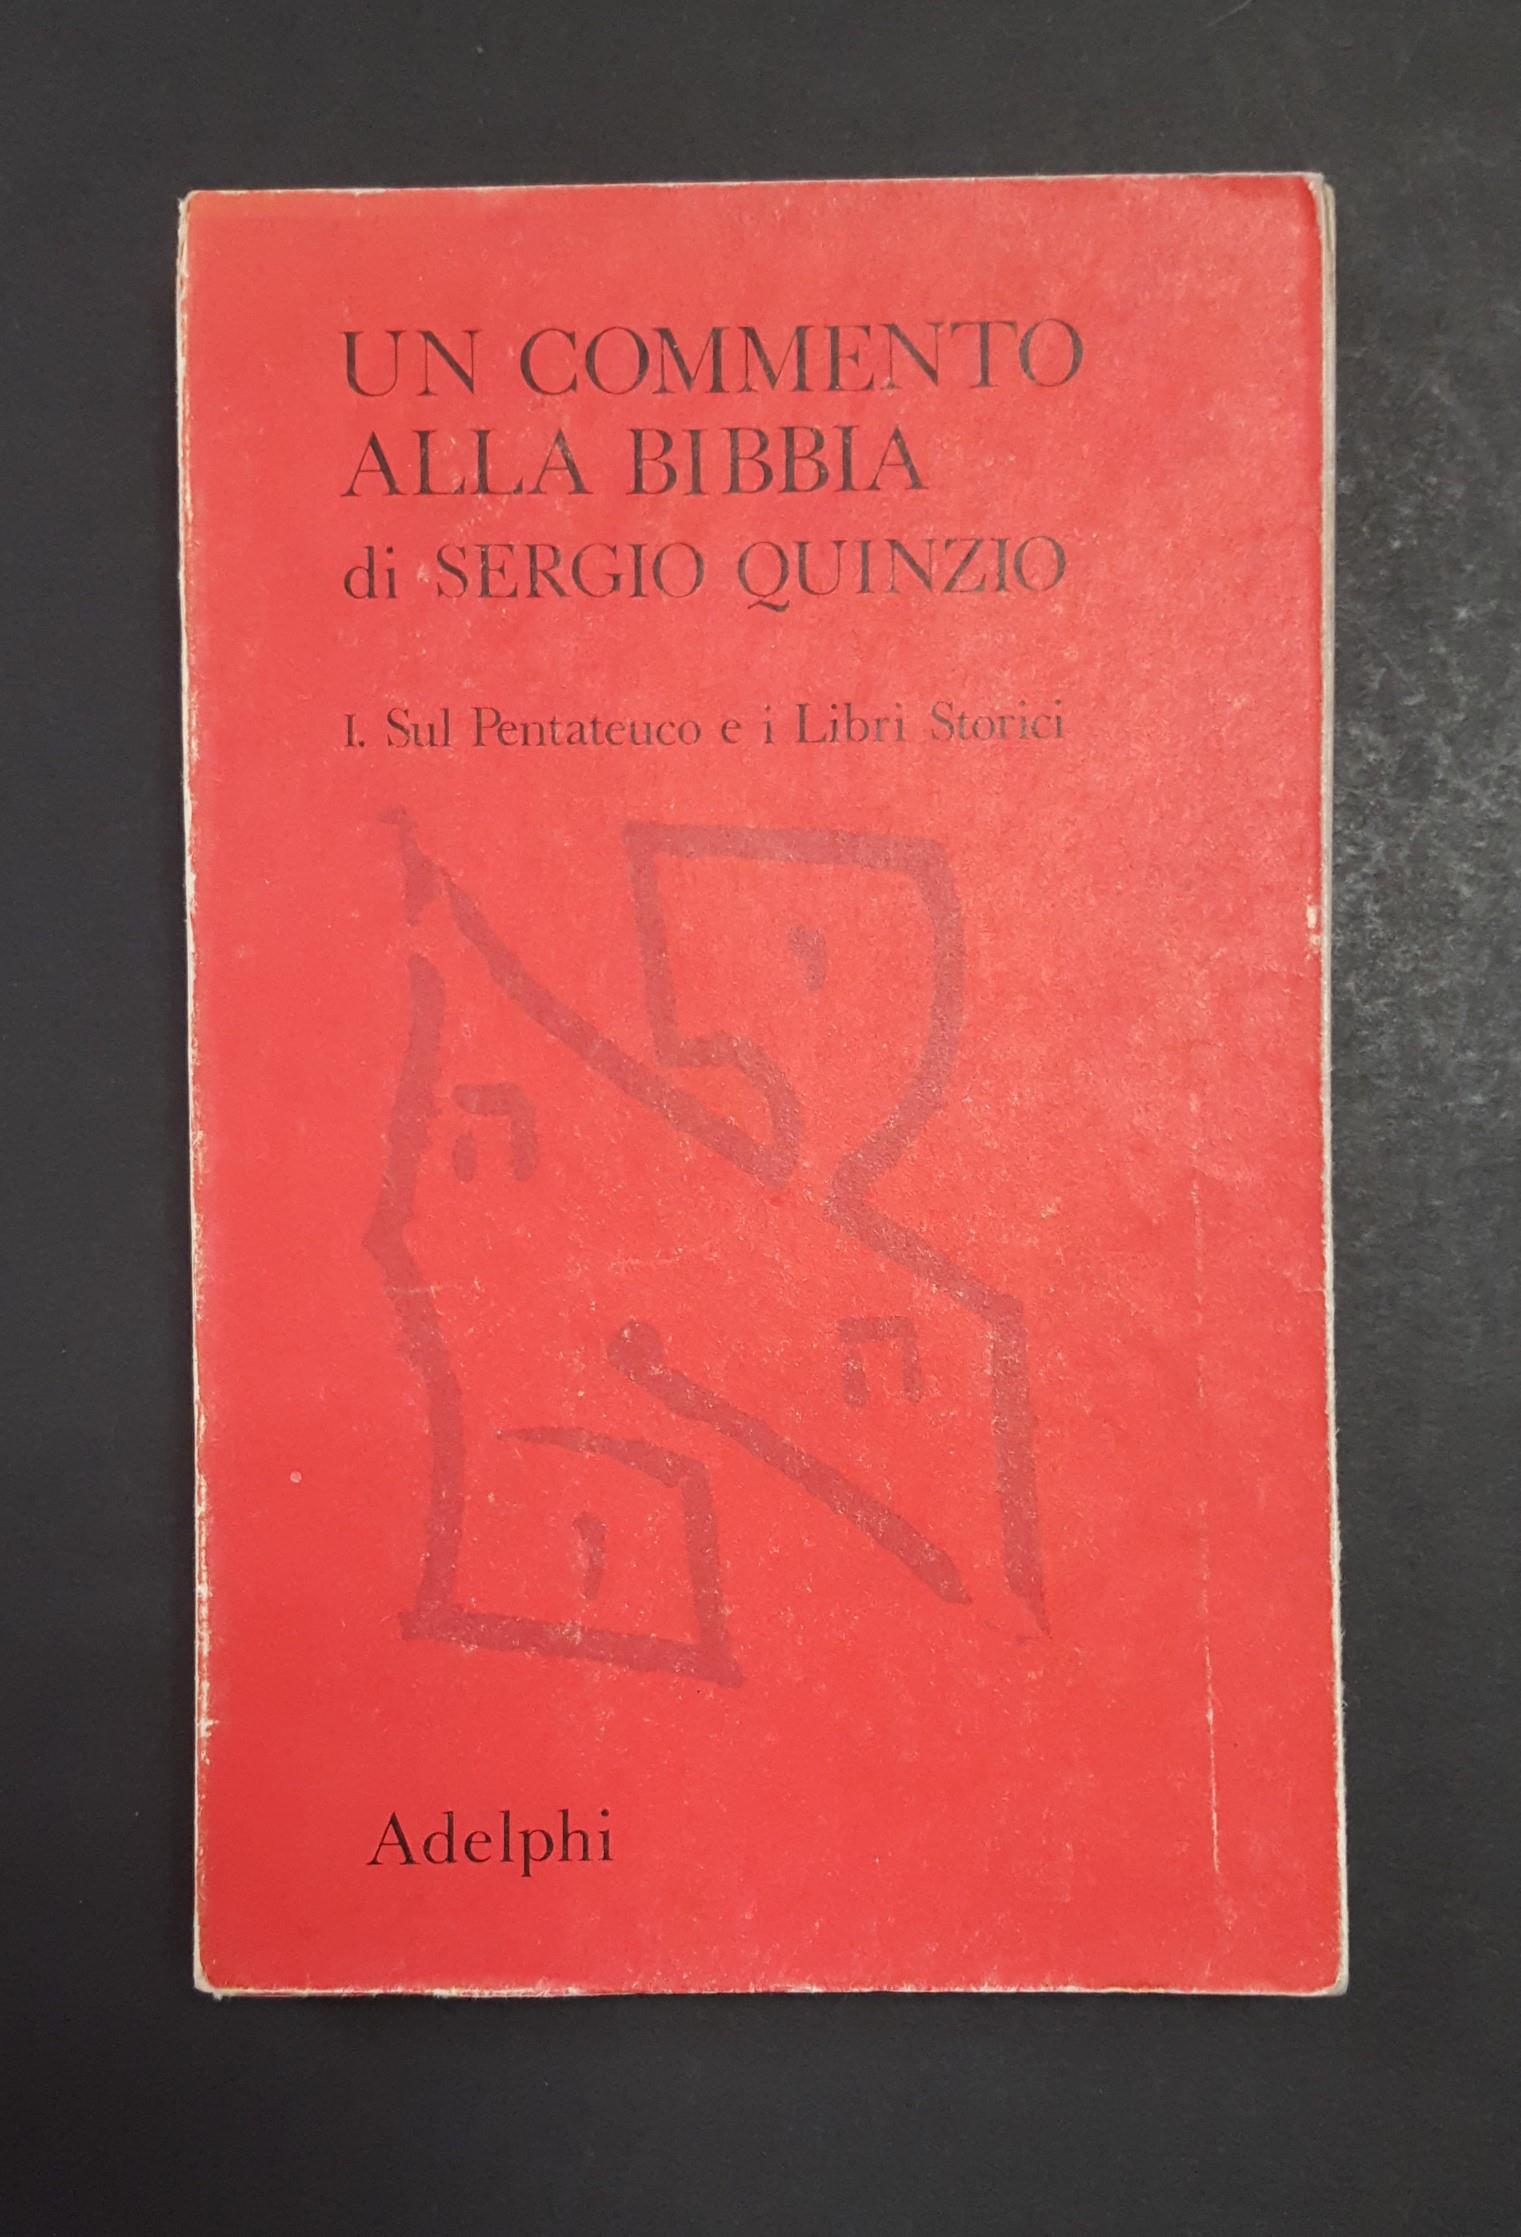 UN COMMENTO
ALLA BIBBIA
di SERGIO QUINZIO
I. Sul Pentateuco e i Libri Storici
י
ה
ה
ו
Adelphi